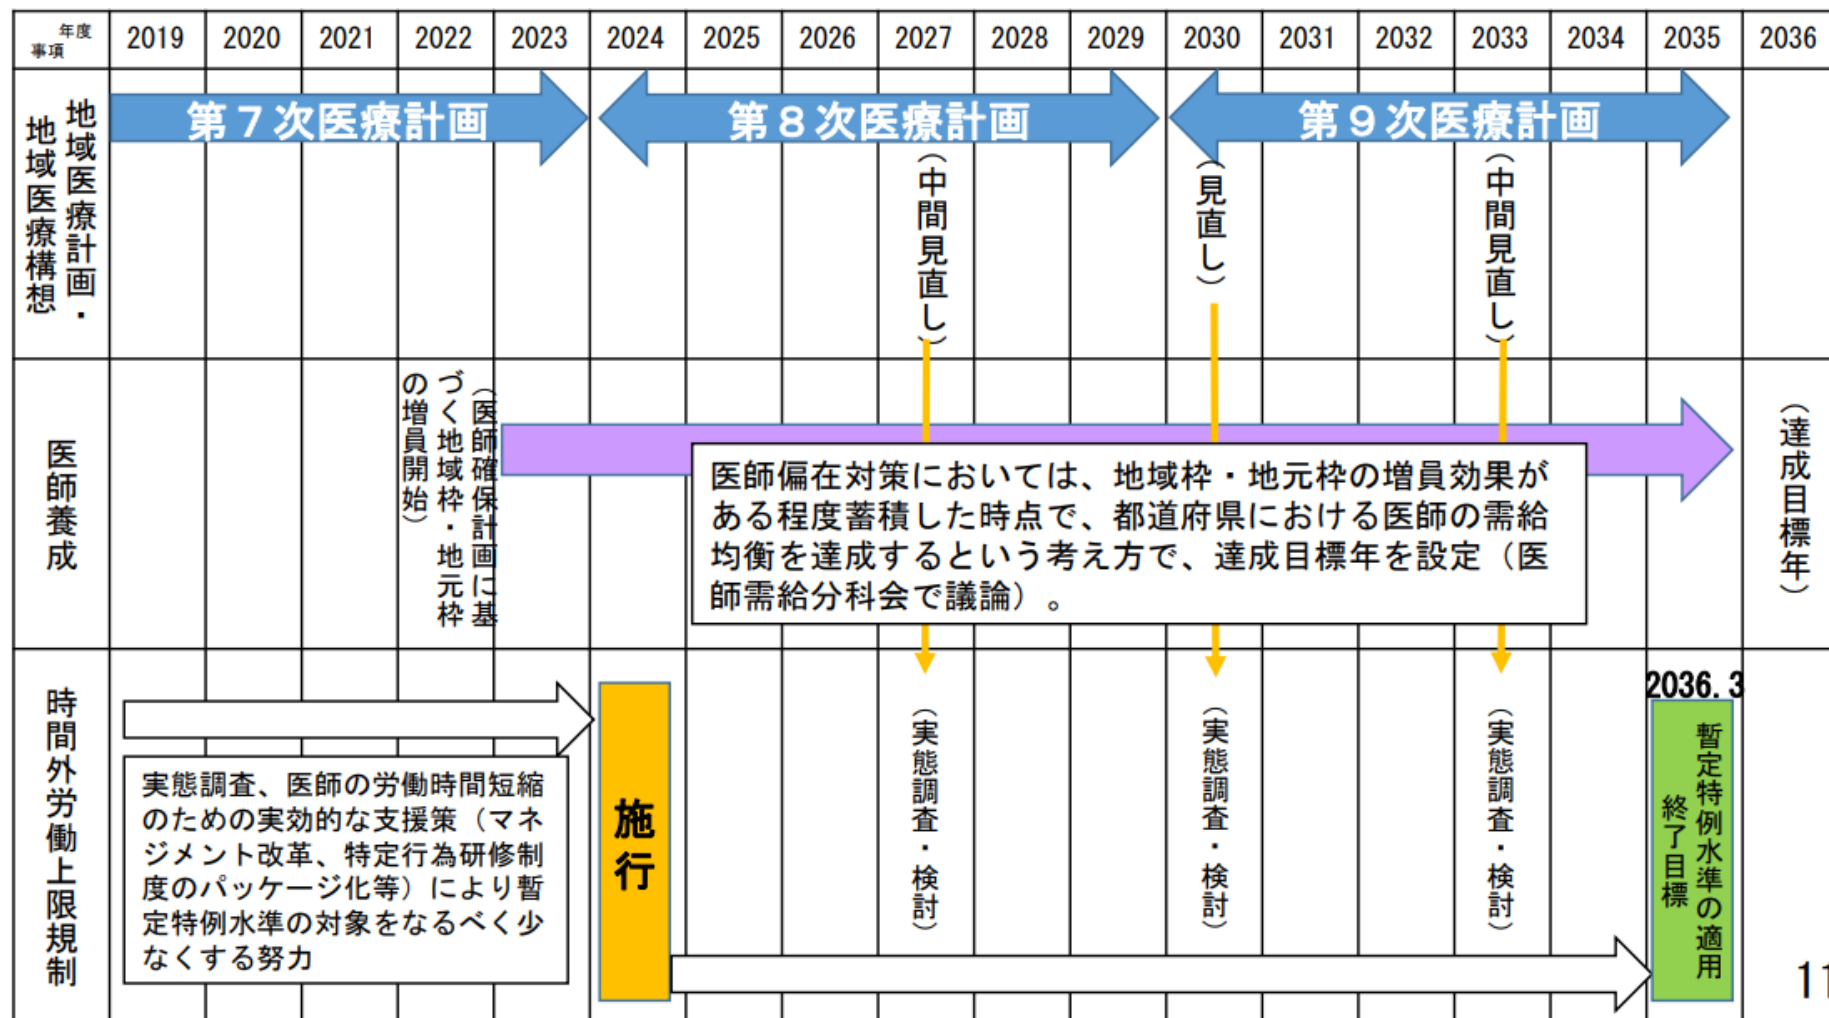 年度
事項
2019 2020 2021 2022 2023 2024 2025 2026 2027 2028 2029 2030 2031 2032 2033 2034 2035 2036
地域医療計画・
地域医療構想
第７次医療計画
第８次医療計画
第９次医療計画
（中間見直し）
（見直し）
（中間見直し）
医師養成
（医師確保計画に基
づく地域枠・地元枠
の増員開始）
医師偏在対策においては、地域枠・地元枠の増員効果が
ある程度蓄積した時点で、都道府県における医師の需給
均衡を達成するという考え方で、達成目標年を設定（医
師需給分科会で議論）。
（達成目標年）
時間外労働上限規制
実態調査、医師の労働時間短縮
のための実効的な支援策（マネ
ジメント改革、特定行為研修制
度のパッケージ化等）により暫
定特例水準の対象をなるべく少
なくする努力
施行
（実態調査・検討）
（実態調査・検討）
（実態調査・検討）
2036.3
暫定特例水準の適用
終了目標
11